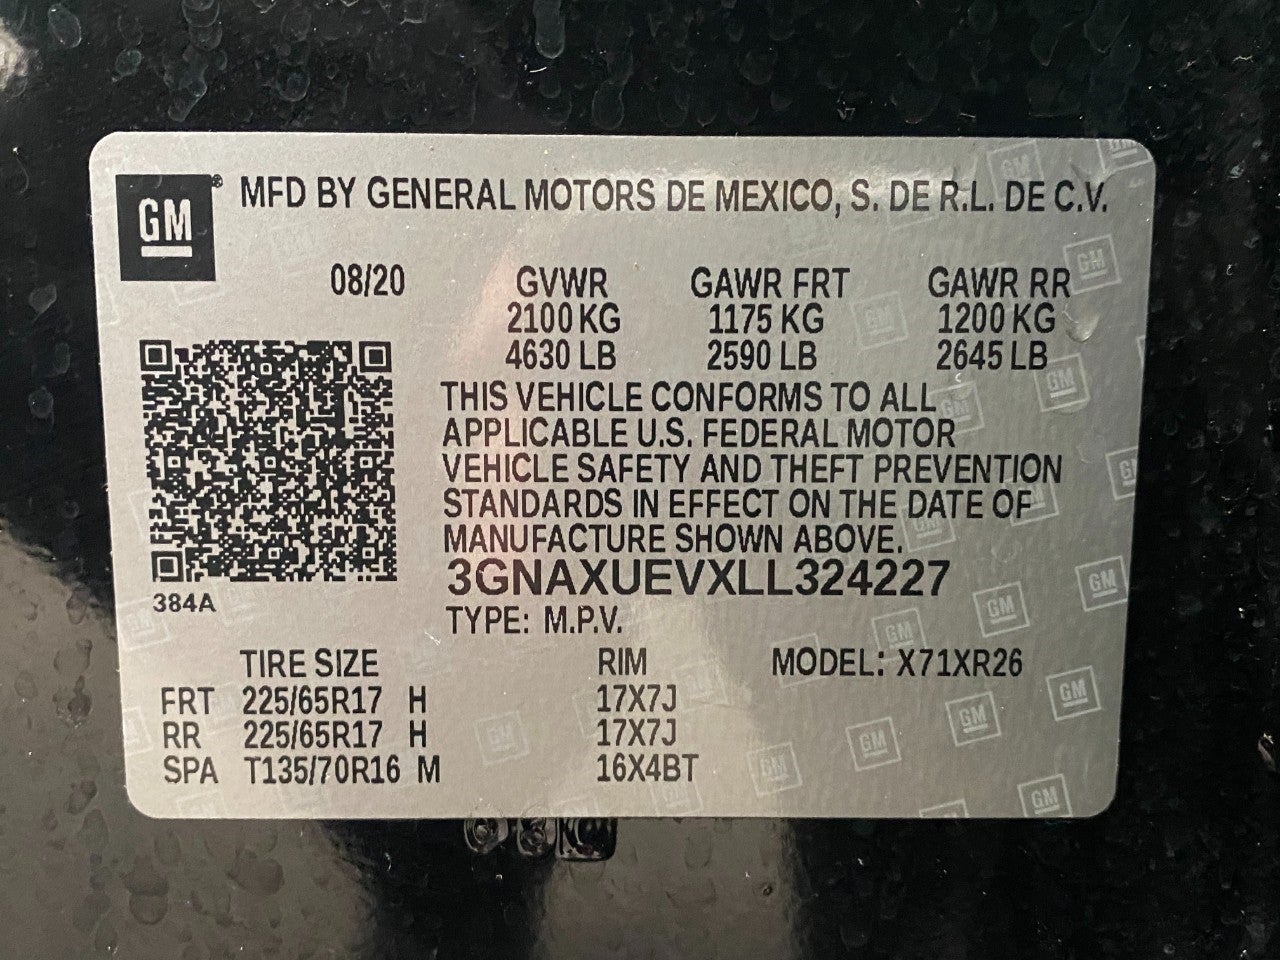 GM® MFD BY GENERAL MOTORS DE MEXICO, S. DE R.L. DE C.V.
08/20 GVWR GAWR FRT GAWR RR
2100 KG 1175 KG 1200 KG
4630 LB 2590 LB 2645 LB
THIS VEHICLE CONFORMS TO ALL
APPLICABLE U.S. FEDERAL MOTOR
VEHICLE SAFETY AND THEFT PREVENTION
STANDARDS IN EFFECT ON THE DATE OF
MANUFACTURE SHOWN ABOVE.
3GNAXUEVXLL324227
384A
TYPE: M.P.V.
TIRE SIZE RIM MODEL: X71XR26
FRT 225/65R17 H 17X7J
RR 225/65R17 H 17X7J
SPA T135/70R16 M 16X4BT